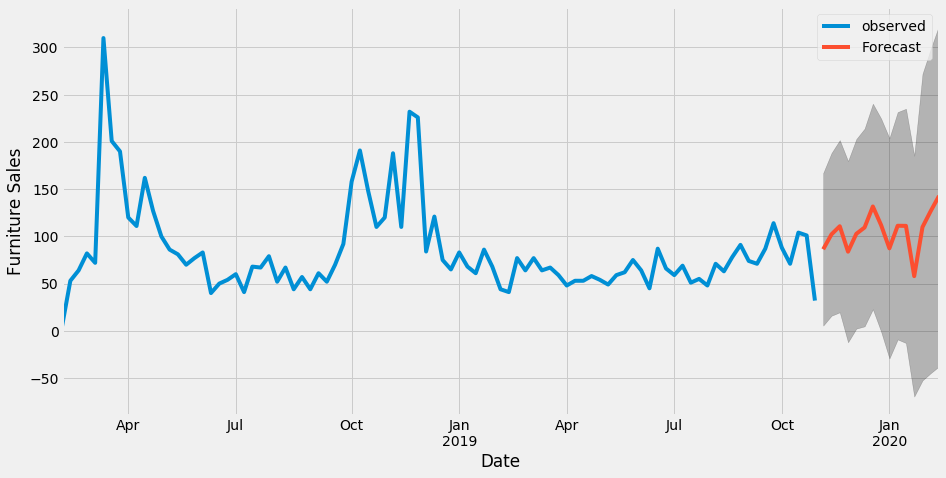 observed
Forecast
Furniture Sales
300
250
200
150
100
50
0
−50
Apr Jul Oct Jan Apr Jul Oct Jan
2019 2020
Date